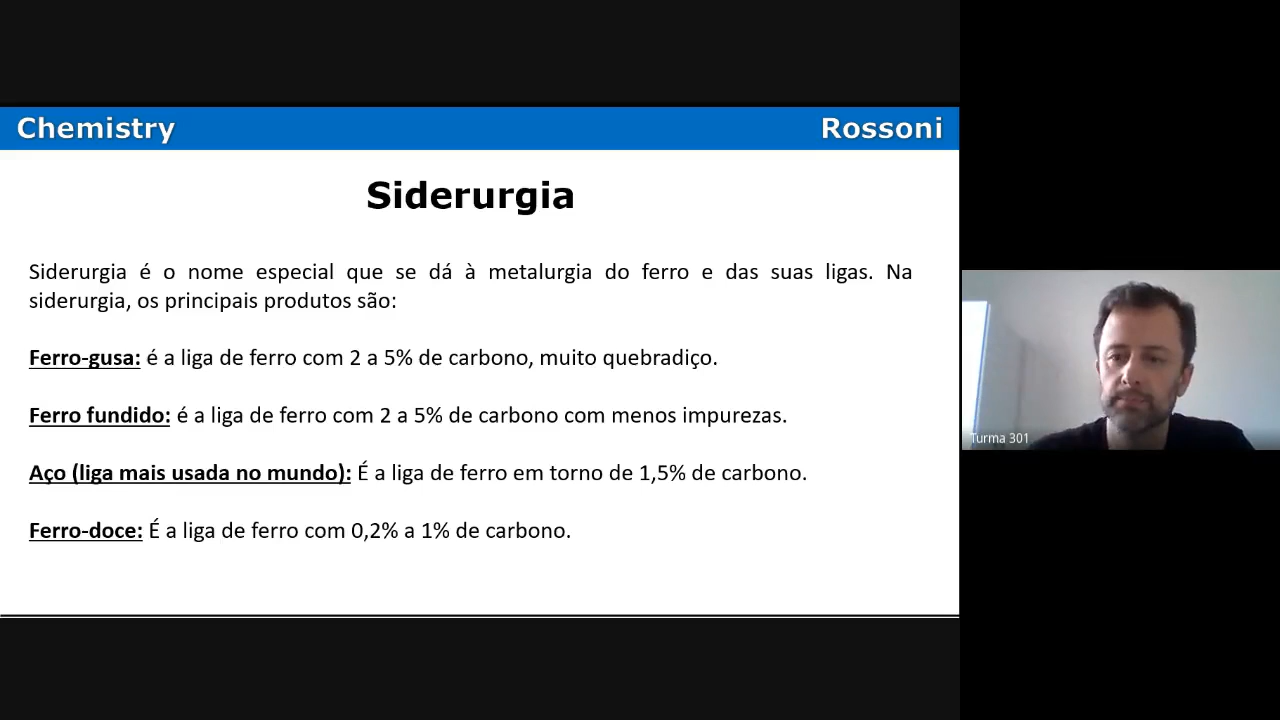 Chemistry
Rossoni
Siderurgia
Siderurgia é o nome especial que se dá à metalurgia do ferro e das suas ligas. Na
siderurgia, os principais produtos são:
Ferro-gusa: é a liga de ferro com 2 a 5% de carbono, muito quebradiço.
Ferro fundido: é a liga de ferro com 2 a 5% de carbono com menos impurezas.
Aço (liga mais usada no mundo): É a liga de ferro em torno de 1,5% de carbono.
Ferro-doce: É a liga de ferro com 0,2% a 1% de carbono.
Turma 301